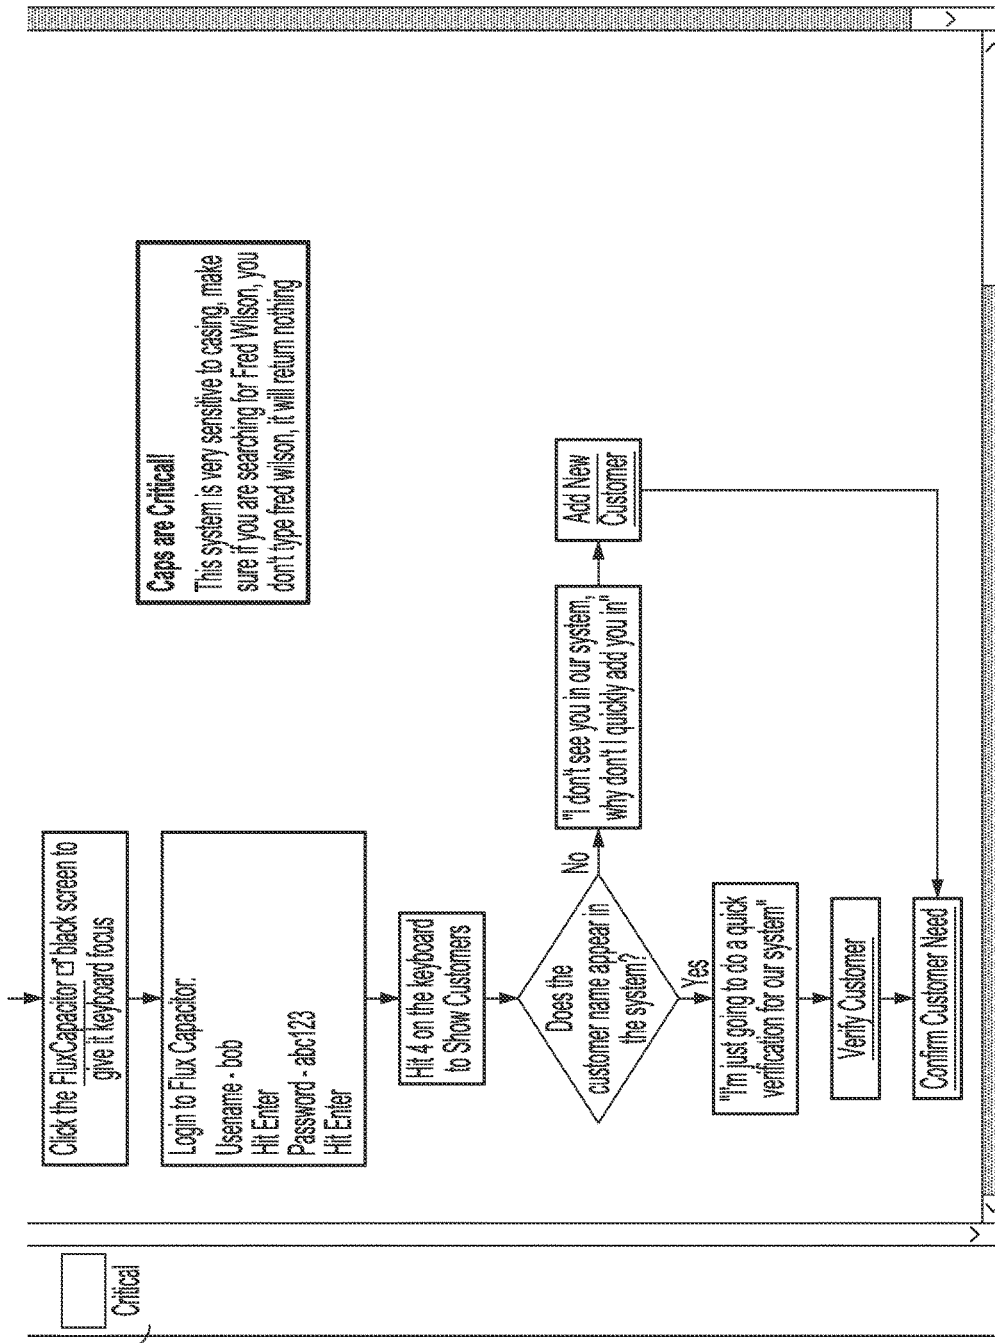 Critical
Click the FluxCapacitor black screen to
give it keyboard focus
Login to Flux Capacitor:
Usename - bob
Hit Enter
Password - abc123
Hit Enter
Hit 4 on the keyboard
to Show Customers
Does the
customer name appear in
the system?
Yes
No
"I'm just going to do a quick
verification for our system"
Verify Customer
Confirm Customer Need
"I don't see you in our system,
why don't I quickly add you in"
Add New
Customer
Caps are Critical!
This system is very sensitive to casing, make
sure if you are searching for Fred Wilson, you
don't type fred wilson, it will return nothing